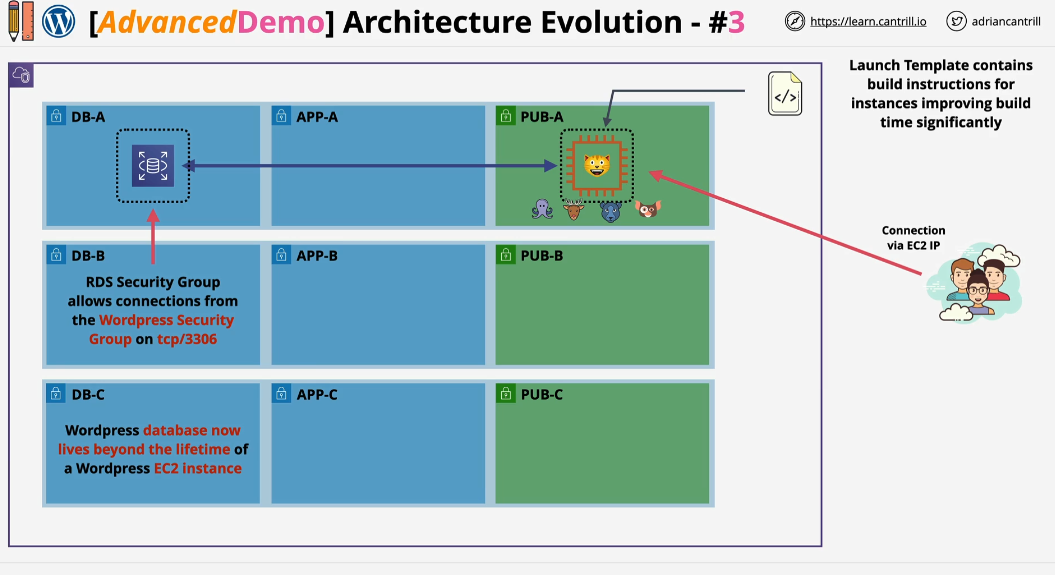 [AdvancedDemo] Architecture Evolution - #3
https://learn.cantrill.io
adriancantrill
Launch Template contains
build instructions for
instances improving build
time significantly
</>
DB-A
APP-A
PUB-A
Connection
via EC2 IP
DB-B
APP-B
PUB-B
RDS Security Group
allows connections from
the Wordpress Security
Group on tcp/3306
DB-C
APP-C
PUB-C
Wordpress database now
lives beyond the lifetime of
a Wordpress EC2 instance